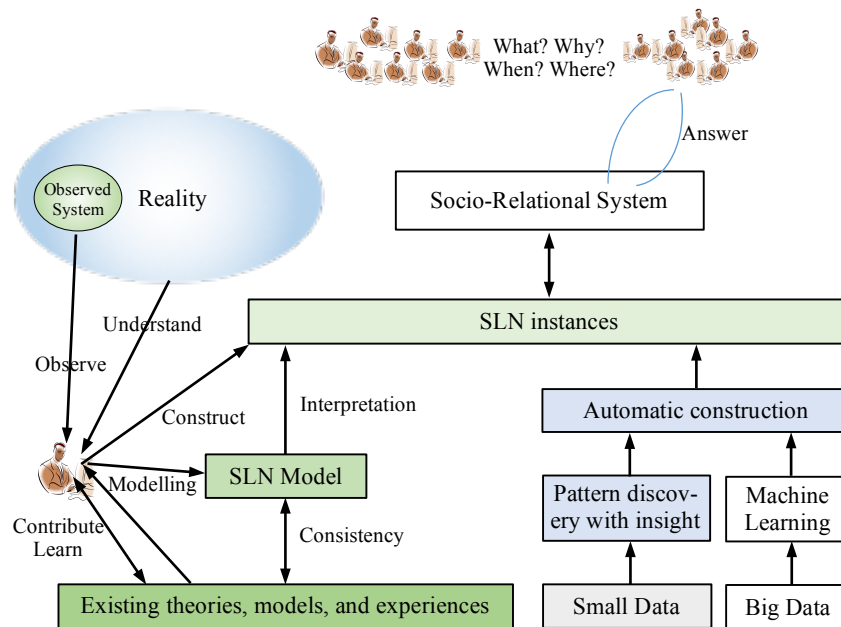 What? Why?
When? Where?
Answer
Observed
System
Reality
Socio-Relational System
Understand
SLN instances
Observe
Construct
Interpretation
Automatic construction
Modelling
SLN Model
Pattern discov-
ery with insight
Machine
Learning
Contribute
Learn
Consistency
Existing theories, models, and experiences
Small Data
Big Data